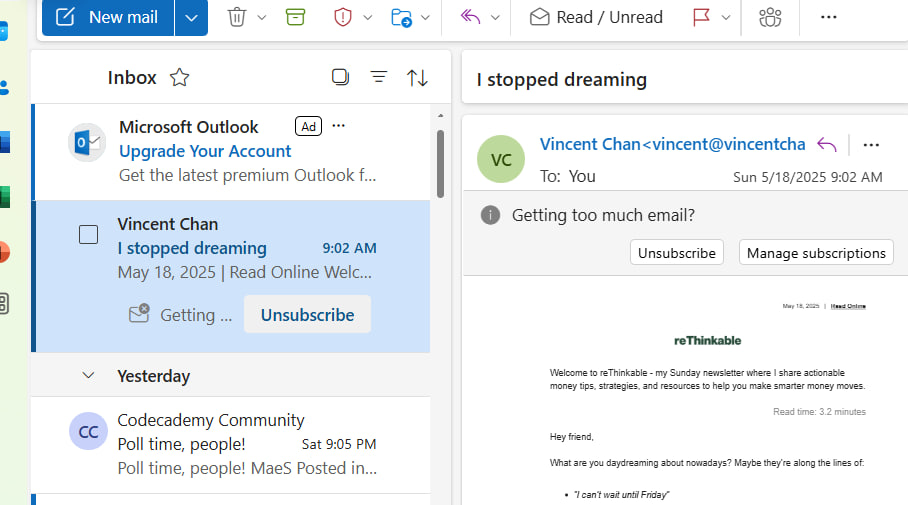 New mail
Read / Unread
Inbox
Microsoft Outlook
Ad
Upgrade Your Account
Get the latest premium Outlook f...
Vincent Chan
I stopped dreaming
9:02 AM
May 18, 2025 | Read Online Welc...
Getting ...
Unsubscribe
Yesterday
CC
Codecademy Community
Poll time, people!
Sat 9:05 PM
Poll time, people! MaeS Posted in...
I stopped dreaming
VC
Vincent Chan<vincent@vincentcha
To: You
Sun 5/18/2025 9:02 AM
Getting too much email?
Unsubscribe
Manage subscriptions
May 18, 2025 | Read Online
reThinkable
Welcome to reThinkable - my Sunday newsletter where I share actionable
money tips, strategies, and resources to help you make smarter money moves.
Read time: 3.2 minutes
Hey friend,
What are you daydreaming about nowadays? Maybe they're along the lines of:
• "I can't wait until Friday"